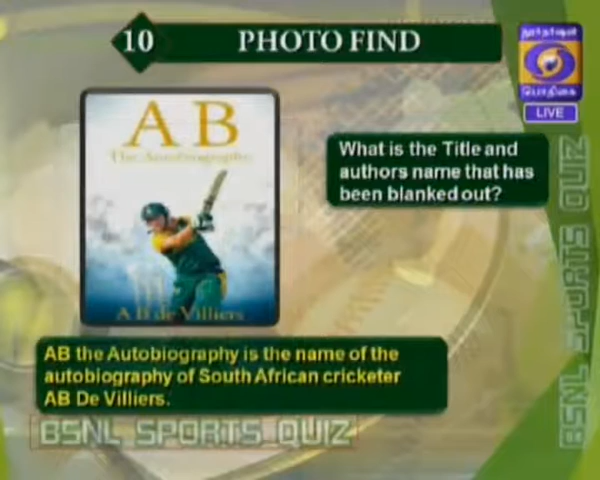 10 PHOTO FIND
தூர்தர்ஷன்
பொதிகை
LIVE
A B
The Autobiography
A B de Villiers
What is the Title and
authors name that has
been blanked out?
AB the Autobiography is the name of the
autobiography of South African cricketer
AB De Villiers.
BSNL SPORTS QUIZ
BSNL SPORTS QUIZ